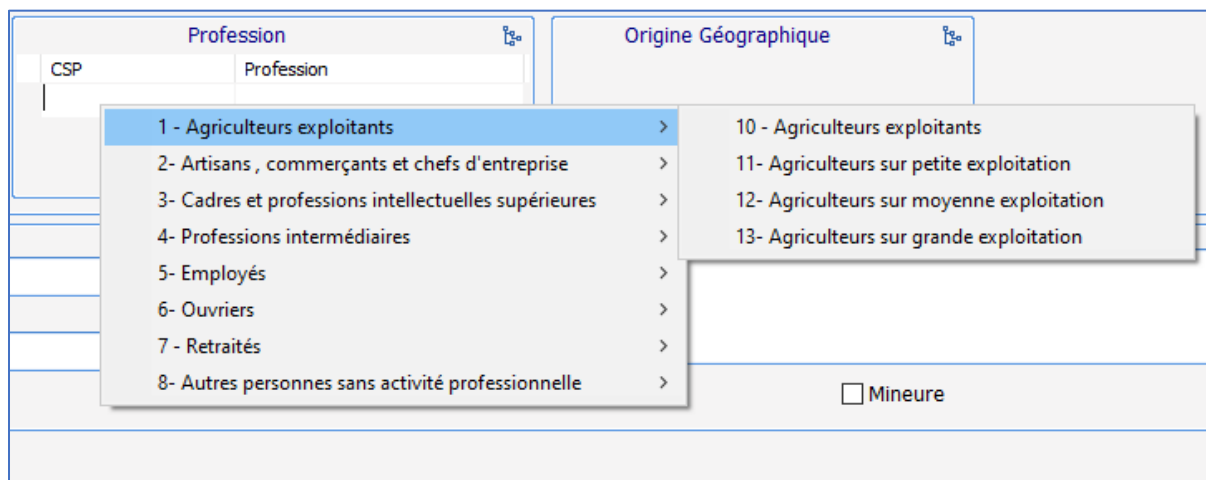 Profession
Origine Géographique
CSP
Profession
1 - Agriculteurs exploitants
2- Artisans , commerçants et chefs d'entreprise
3- Cadres et professions intellectuelles supérieures
4- Professions intermédiaires
5- Employés
6- Ouvriers
7 - Retraités
8- Autres personnes sans activité professionnelle
10 - Agriculteurs exploitants
11- Agriculteurs sur petite exploitation
12- Agriculteurs sur moyenne exploitation
13- Agriculteurs sur grande exploitation
Mineure